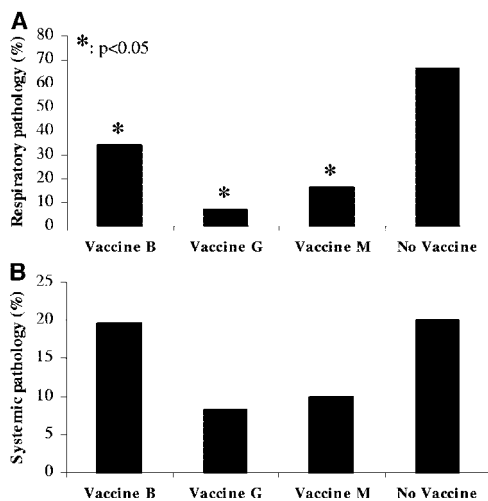 A
Respiratory pathology (%)
80
70
60
50
40
30
20
10
0
*: p<0.05
*
*
*
Vaccine B Vaccine G Vaccine M No Vaccine
B
Systemic pathology (%)
25
20
15
10
5
0
Vaccine B Vaccine G Vaccine M No Vaccine